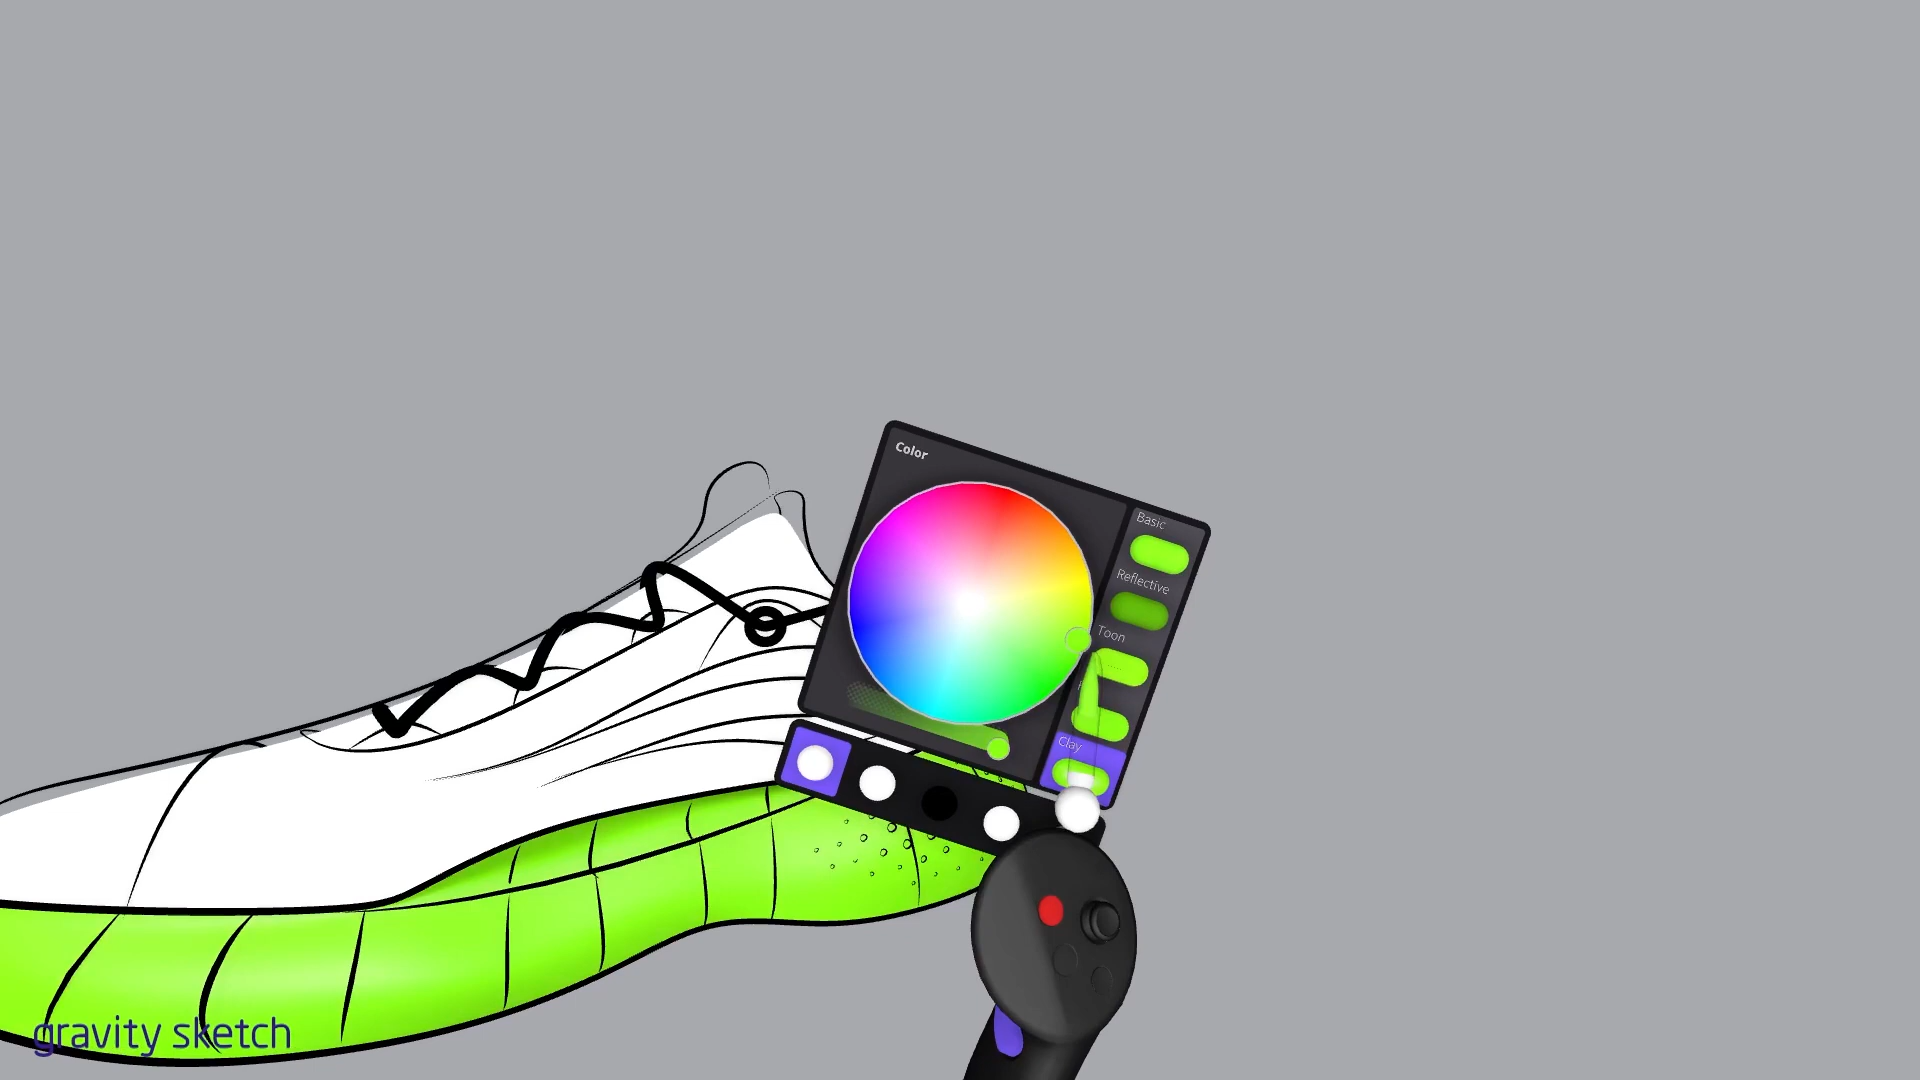 Color
Basic
Reflective
Toon
Clay
gravity sketch